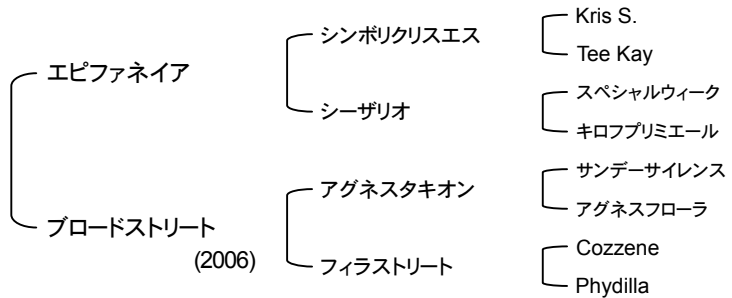 エピファネイア
ブロードストリート
(2006)
シンボリクリスエス
シーザリオ
アグネスタキオン
フィラストリート
Kris S.
Tee Kay
スペシャルウィーク
キロフプリミエール
サンデーサイレンス
アグネスフローラ
Cozzene
Phydilla